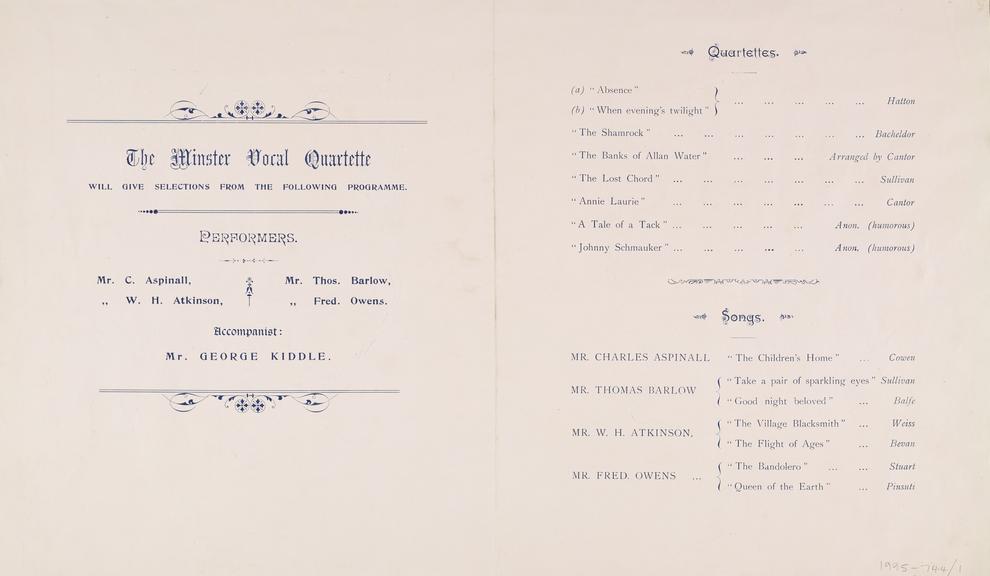 The Minster Vocal Quartette
WILL GIVE SELECTIONS FROM THE FOLLOWING PROGRAMME.
PERFORMERS.
Mr. C. Aspinall, Mr. Thos. Barlow,
„ W. H. Atkinson, „ Fred. Owens.
Accompanist:
Mr. GEORGE KIDDLE.
Quartettes.
(a) "Absence"
(b) "When evening's twilight" ... ... ... ... ... Hatton
"The Shamrock" ... ... ... ... ... ... ... Bacheldor
"The Banks of Allan Water" ... ... ... Arranged by Cantor
"The Lost Chord" ... ... ... ... ... ... ... Sullivan
"Annie Laurie" ... ... ... ... ... ... ... Cantor
"A Tale of a Tack" ... ... ... ... ... Anon. (humorous)
"Johnny Schmauker" ... ... ... ... ... Anon. (humorous)
Songs.
MR. CHARLES ASPINALL "The Children's Home" ... Cowen
MR. THOMAS BARLOW "Take a pair of sparkling eyes" Sullivan
"Good night beloved" ... Balfe
MR. W. H. ATKINSON, "The Village Blacksmith" ... Weiss
"The Flight of Ages" ... Bevan
MR. FRED. OWENS ... "The Bandolero" ... ... Stuart
"Queen of the Earth" ... Pinsuti
1995-744/1